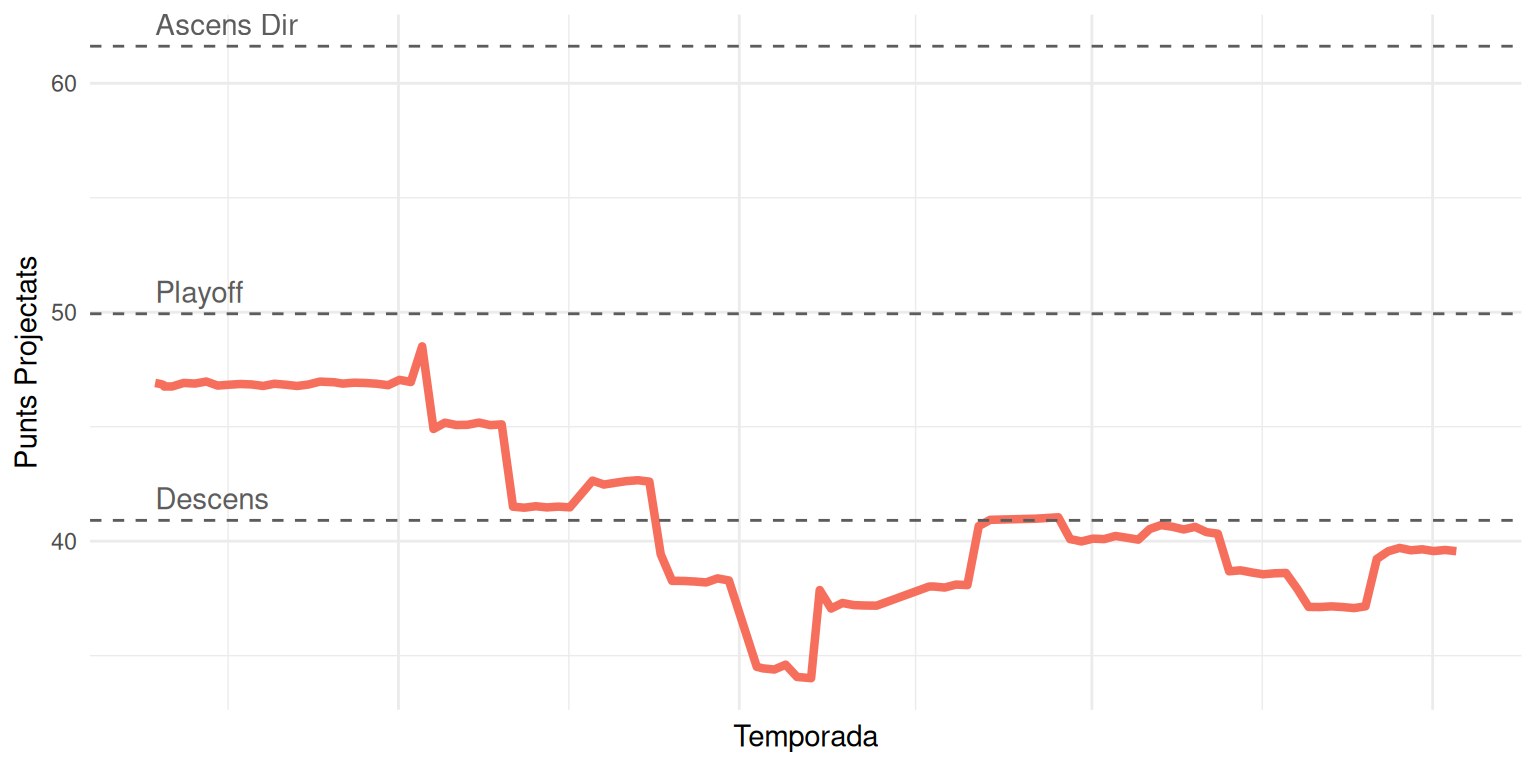 Ascens Dir
60
Playoff
50
Descens
40
Punts Projectats
Temporada